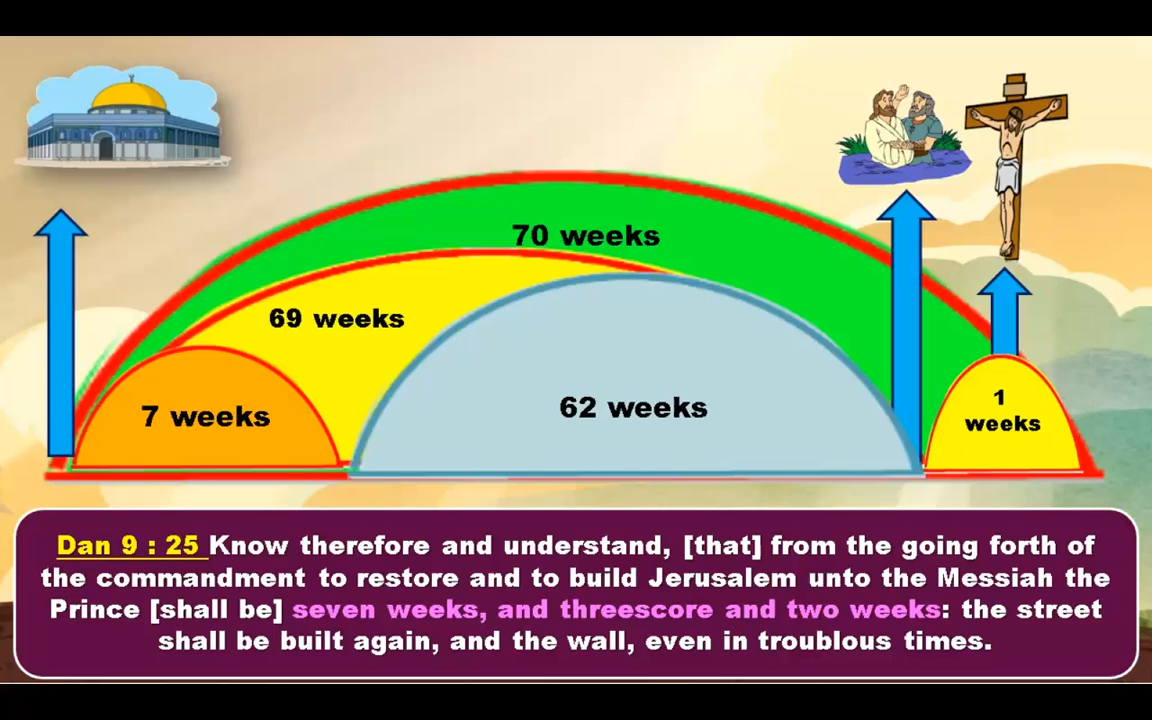 70 weeks
69 weeks
7 weeks
62 weeks
1
weeks
Dan 9 : 25 Know therefore and understand, [that] from the going forth of
the commandment to restore and to build Jerusalem unto the Messiah the
Prince [shall be] seven weeks, and threescore and two weeks: the street
shall be built again, and the wall, even in troublous times.